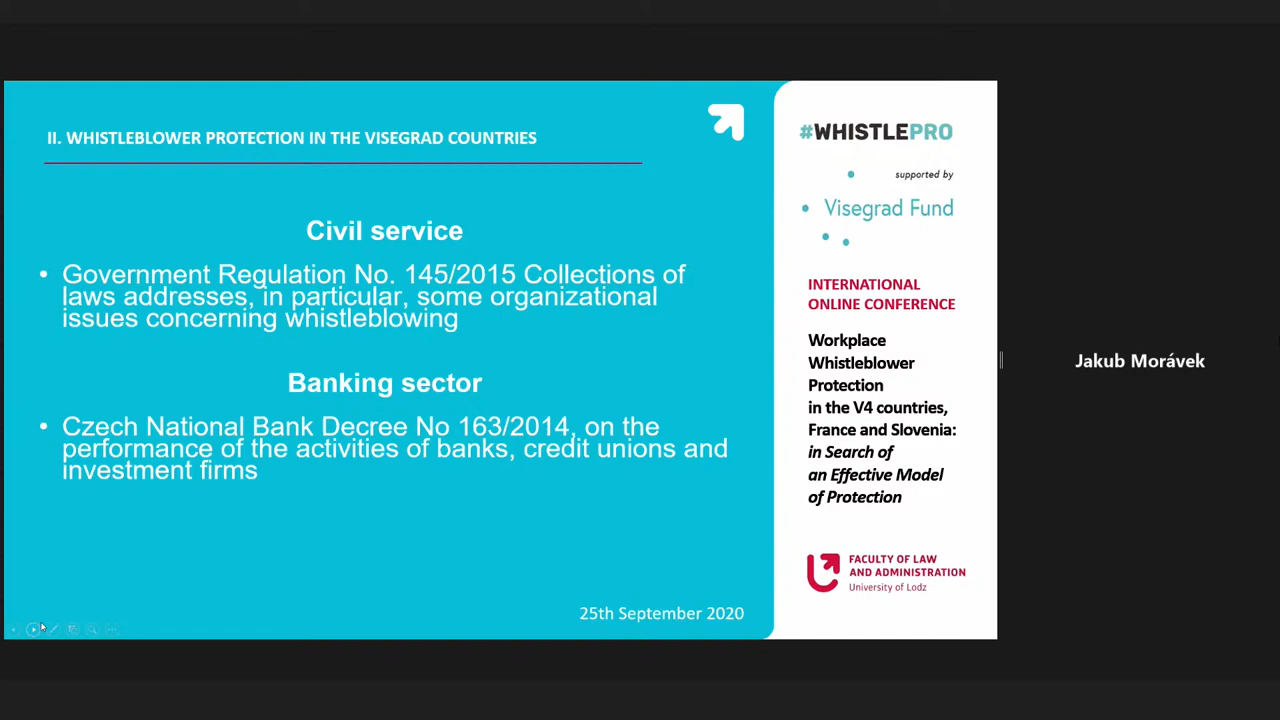 II. WHISTLEBLOWER PROTECTION IN THE VISEGRAD COUNTRIES
Civil service
• Government Regulation No. 145/2015 Collections of
laws addresses, in particular, some organizational
issues concerning whistleblowing
Banking sector
• Czech National Bank Decree No 163/2014, on the
performance of the activities of banks, credit unions and
investment firms
25th September 2020
#WHISTLEPRO
supported by
Visegrad Fund
INTERNATIONAL
ONLINE CONFERENCE
Workplace
Whistleblower
Protection
in the V4 countries,
France and Slovenia:
in Search of
an Effective Model
of Protection
FACULTY OF LAW
AND ADMINISTRATION
University of Lodz
Jakub Morávek